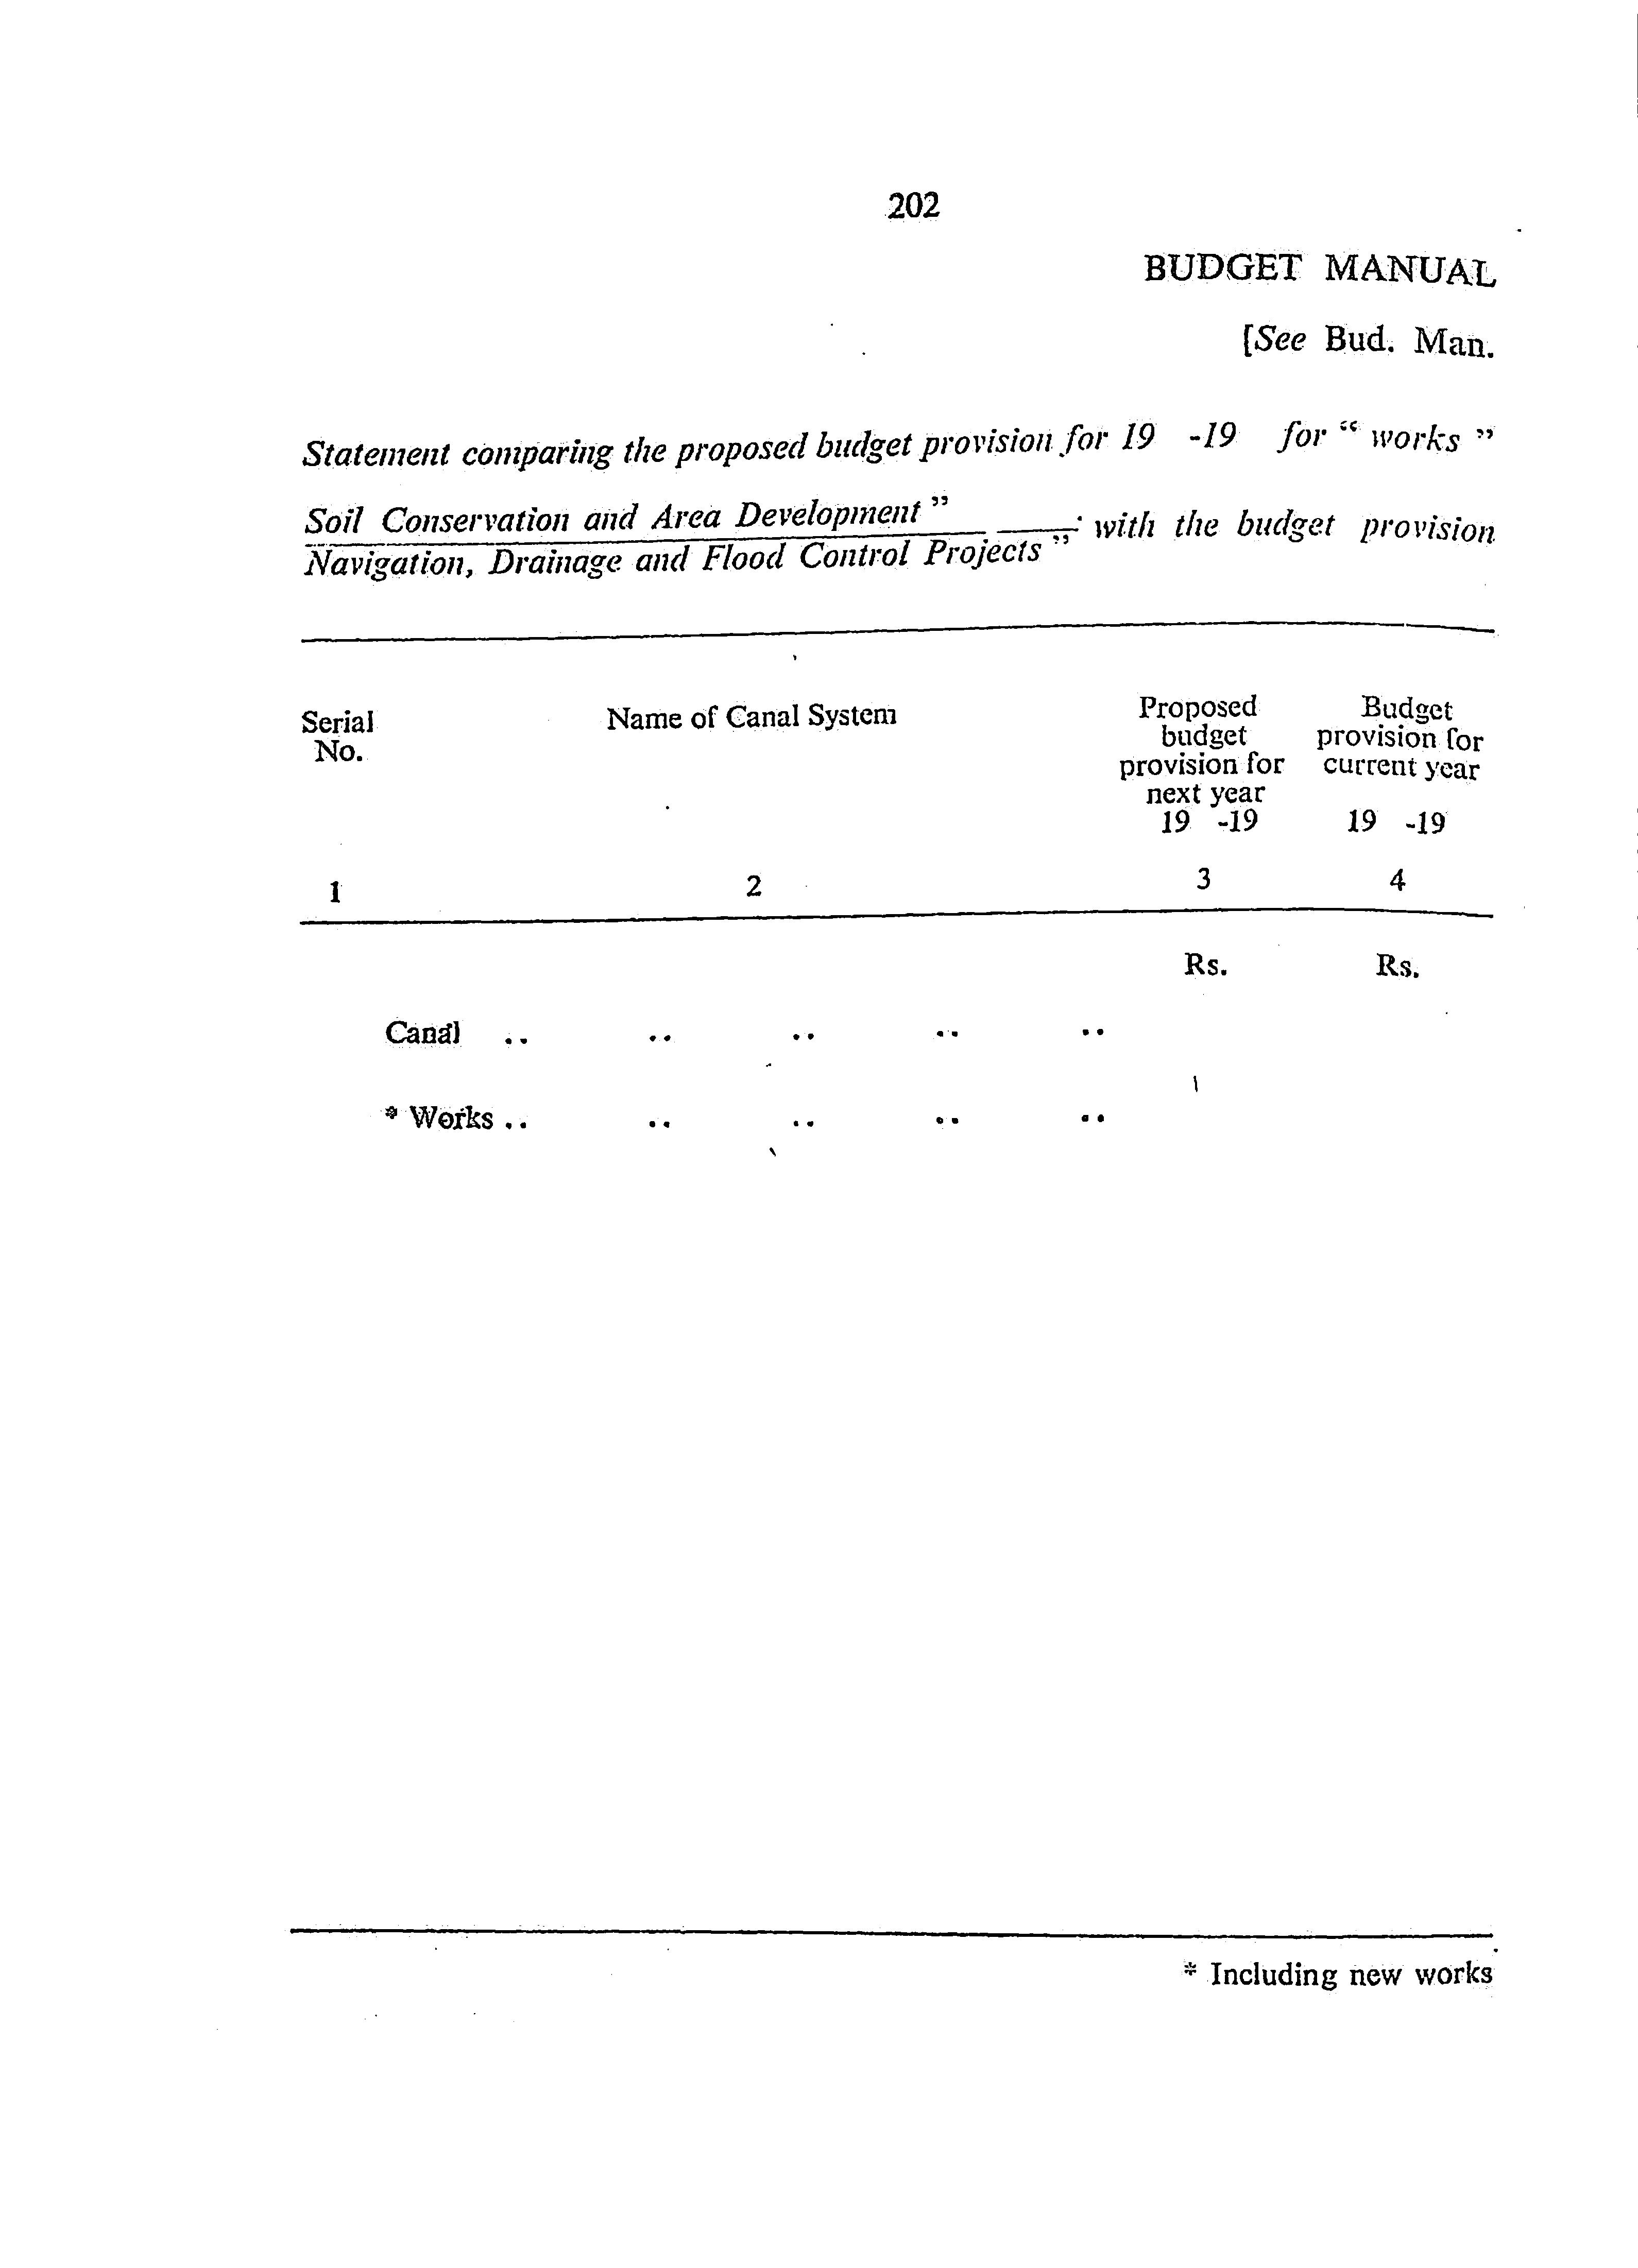 202
BUDGET MANUAL
[See Bud. Man.
Statement comparing the proposed budget provision for 19 -19 for “ works ”
Soil Conservation and Area Development ”
Navigation, Drainage and Flood Control Projects ”
with the budget provision
Serial No.
Name of Canal System
Proposed budget provision for next year 19 -19
Budget provision for current year 19 -19
1 2 3 4
Rs. Rs.
Canal .. .. .. .. ..
* Works .. .. .. .. ..
* Including new works